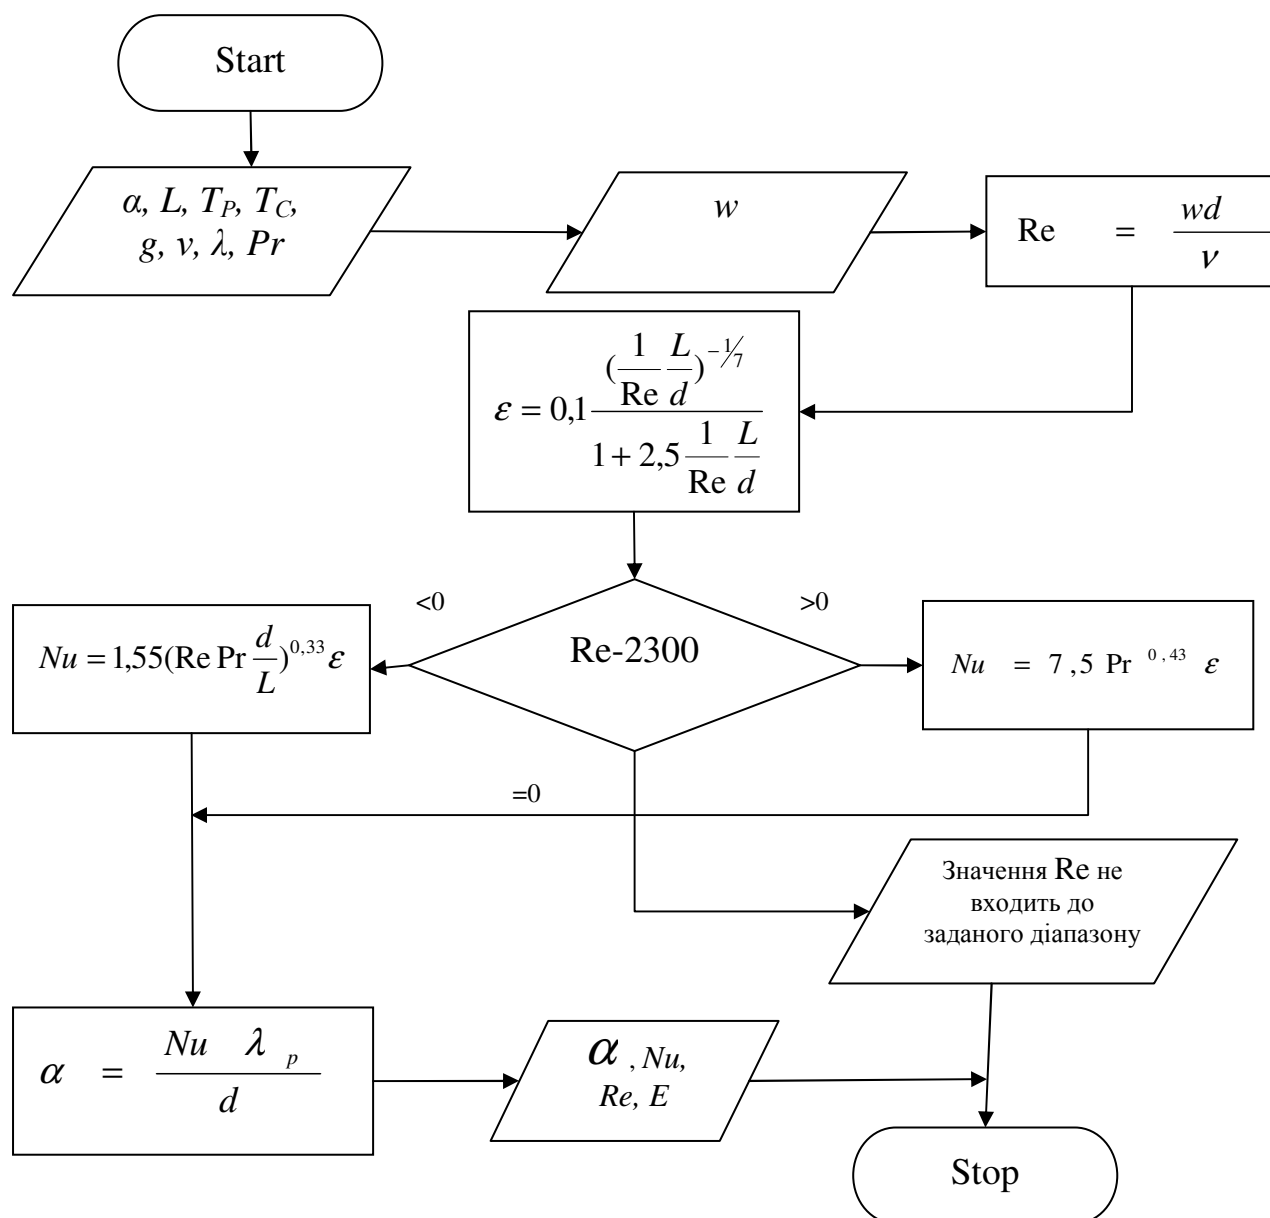 Start
α, L, T_P, T_C,
g, ν, λ, Pr
w
Re = wd / ν
ε = 0,1 (1/Re L/d)^(-1/7) / (1 + 2,5 1/Re L/d)
<0
>0
Re-2300
Nu = 1,55(Re Pr d/L)^0,33 ε
Nu = 7,5 Pr^0,43 ε
=0
Значення Re не
входить до
заданого діапазону
α = Nu λ_p / d
α, Nu,
Re, E
Stop